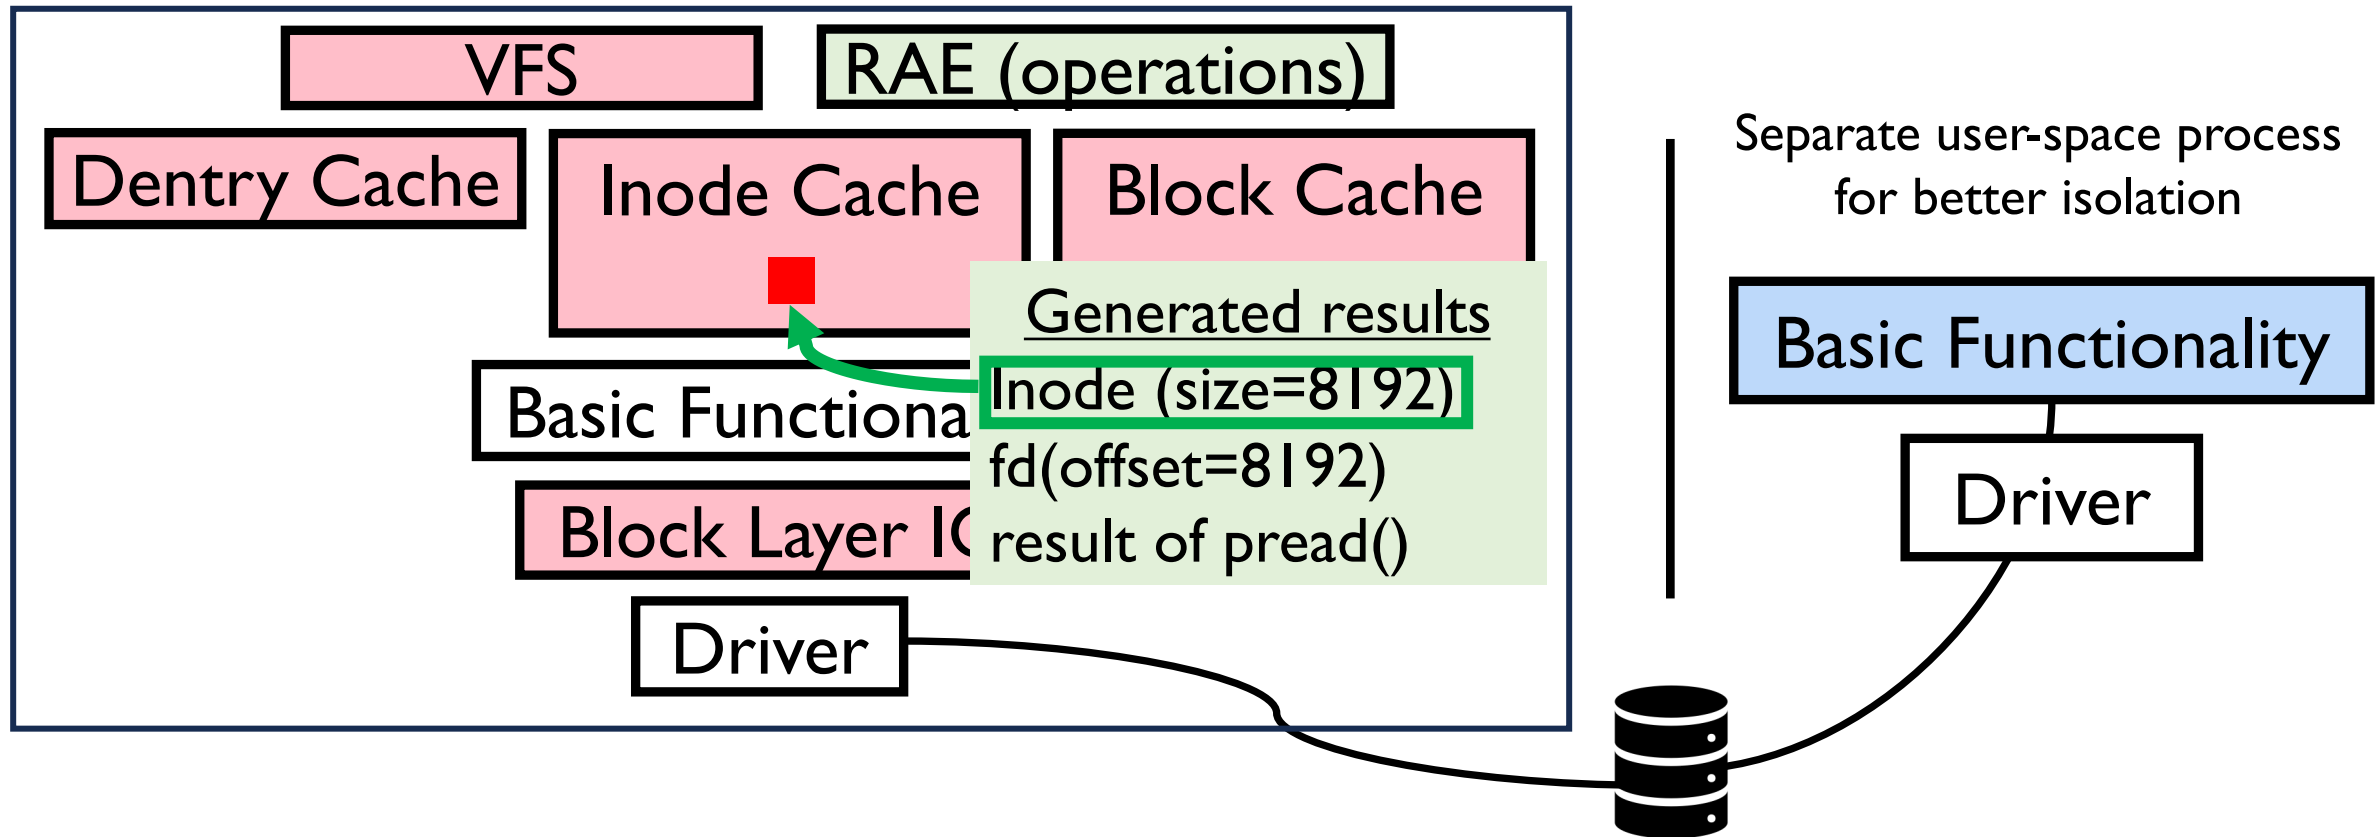 VFS
RAE (operations)
Dentry Cache
Inode Cache
Block Cache
Generated results
Inode (size=8192)
fd(offset=8192)
result of pread()
Basic Functiona
Block Layer IO
Driver
Separate user-space process
for better isolation
Basic Functionality
Driver